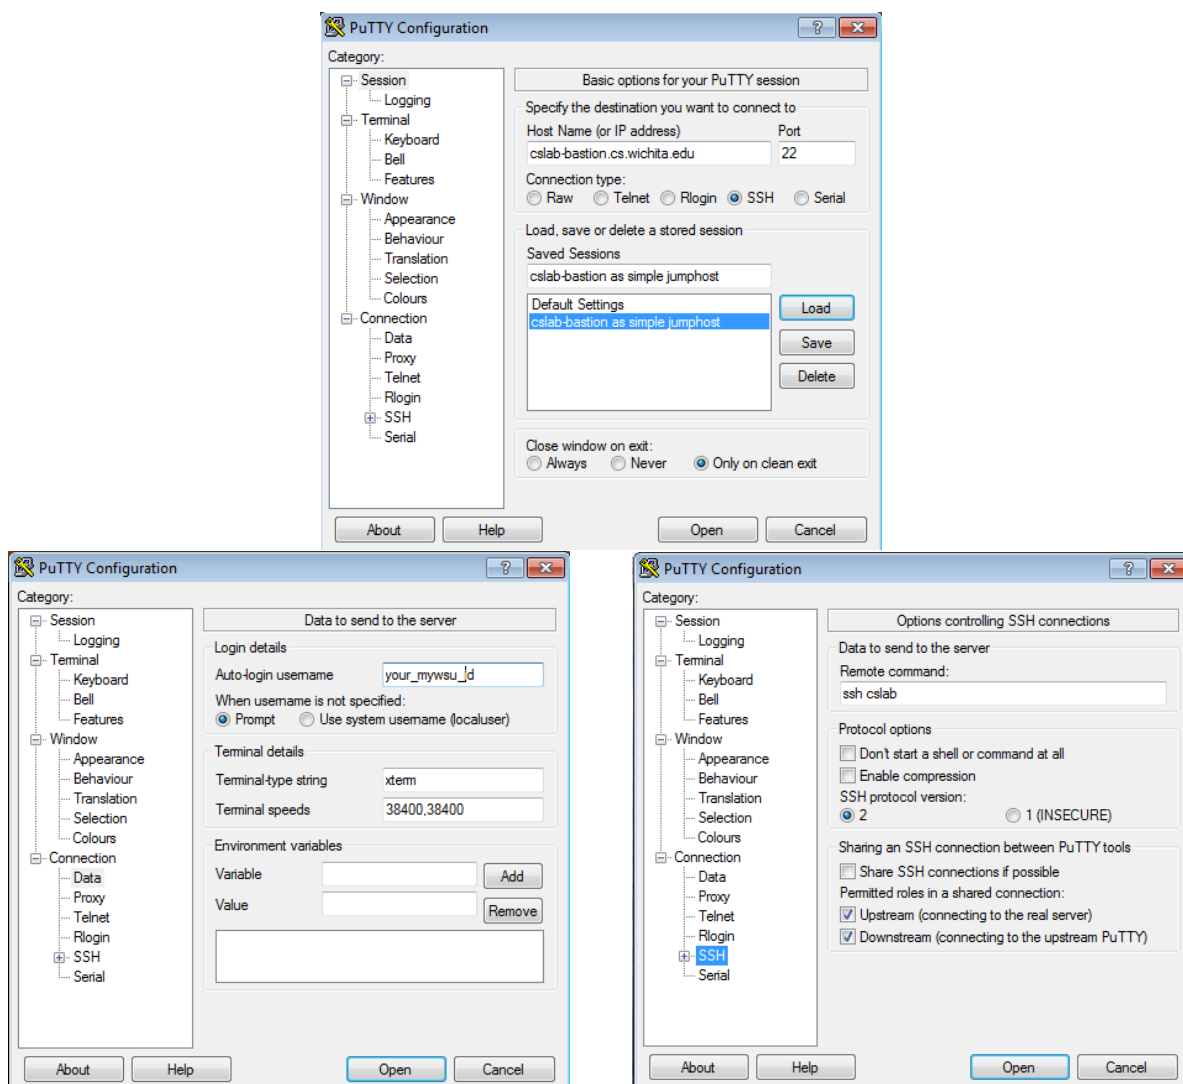 PuTTY Configuration
Category:
Session
Logging
Terminal
Keyboard
Bell
Features
Window
Appearance
Behaviour
Translation
Selection
Colours
Connection
Data
Proxy
Telnet
Rlogin
SSH
Serial
Basic options for your PuTTY session
Specify the destination you want to connect to
Host Name (or IP address) Port
cslab-bastion.cs.wichita.edu 22
Connection type:
Raw Telnet Rlogin SSH Serial
Load, save or delete a stored session
Saved Sessions
cslab-bastion as simple jumphost
Default Settings
cslab-bastion as simple jumphost
Load
Save
Delete
Close window on exit:
Always Never Only on clean exit
About Help Open Cancel
PuTTY Configuration
Category:
Session
Logging
Terminal
Keyboard
Bell
Features
Window
Appearance
Behaviour
Translation
Selection
Colours
Connection
Data
Proxy
Telnet
Rlogin
SSH
Serial
Data to send to the server
Login details
Auto-login username your_mywsu_id
When username is not specified:
Prompt Use system username (localuser)
Terminal details
Terminal-type string xterm
Terminal speeds 38400,38400
Environment variables
Variable Add
Value Remove
About Help Open Cancel
PuTTY Configuration
Category:
Session
Logging
Terminal
Keyboard
Bell
Features
Window
Appearance
Behaviour
Translation
Selection
Colours
Connection
Data
Proxy
Telnet
Rlogin
SSH
Serial
Options controlling SSH connections
Data to send to the server
Remote command:
ssh cslab
Protocol options
Don't start a shell or command at all
Enable compression
SSH protocol version:
2 1 (INSECURE)
Sharing an SSH connection between PuTTY tools
Share SSH connections if possible
Permitted roles in a shared connection:
Upstream (connecting to the real server)
Downstream (connecting to the upstream PuTTY)
About Help Open Cancel